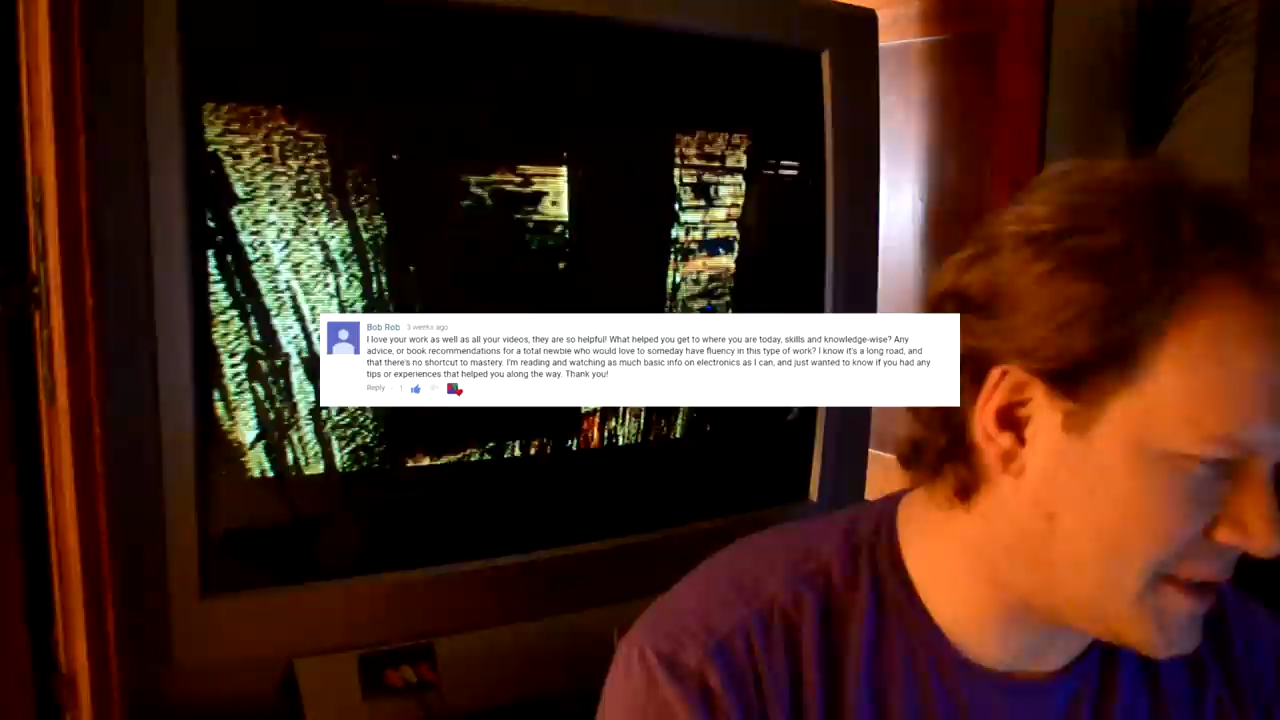 Bob Rob 3 weeks ago
I love your work as well as all your videos, they are so helpful! What helped you get to where you are today, skills and knowledge-wise? Any
advice, or book recommendations for a total newbie who would love to someday have fluency in this type of work? I know it's a long road, and
that there's no shortcut to mastery. I'm reading and watching as much basic info on electronics as I can, and just wanted to know if you had any
tips or experiences that helped you along the way. Thank you!
Reply · 1